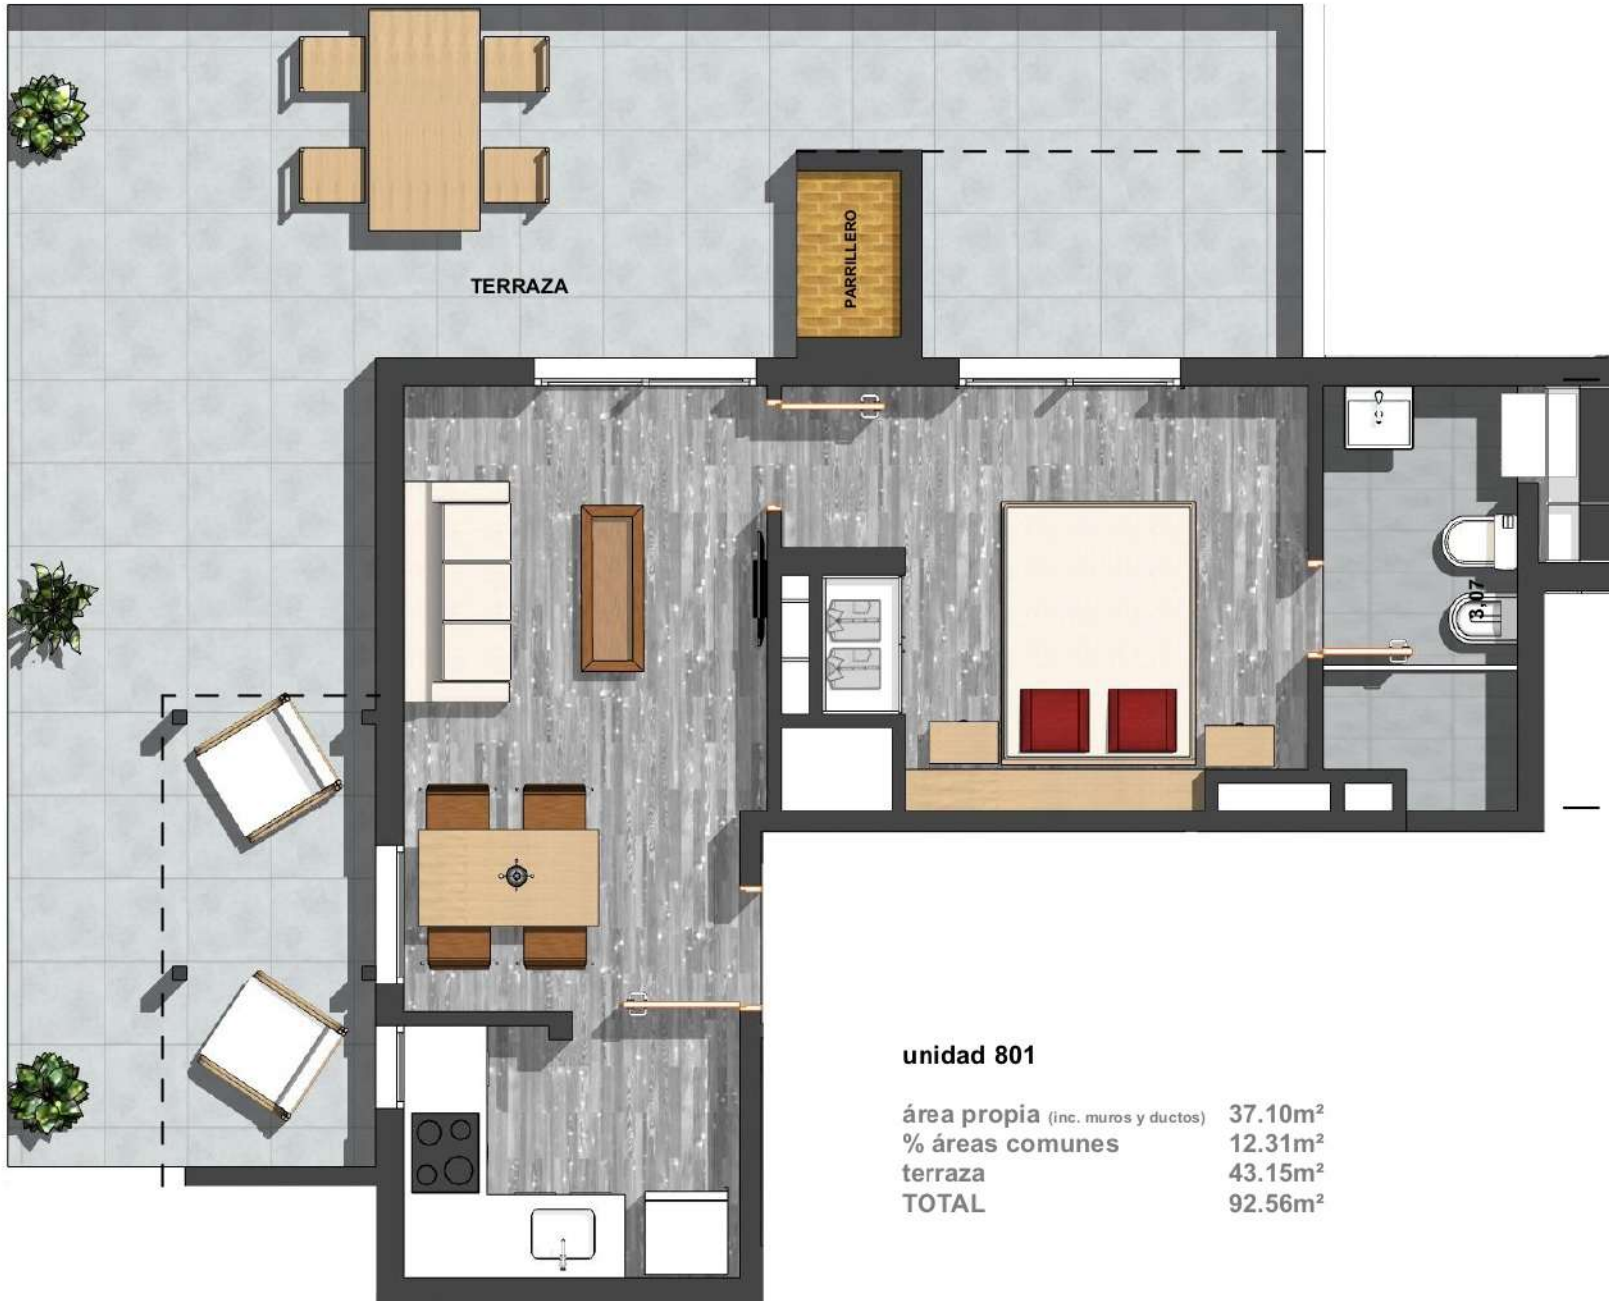 TERRAZA
PARRILLERO
3,07
unidad 801
área propia (inc. muros y ductos) 37.10m²
% áreas comunes 12.31m²
terraza 43.15m²
TOTAL 92.56m²